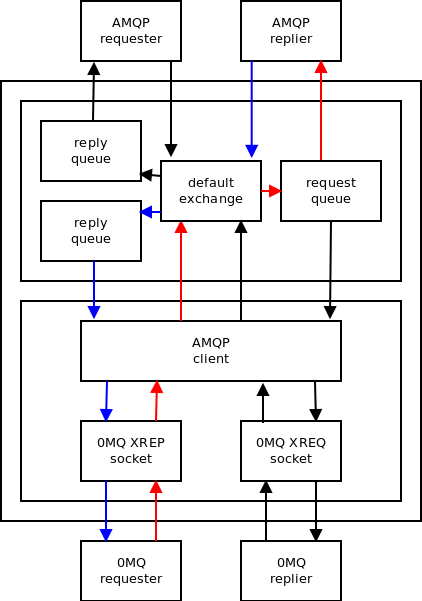 AMQP
requester
AMQP
replier
reply
queue
default
exchange
request
queue
reply
queue
AMQP
client
0MQ XREP
socket
0MQ XREQ
socket
0MQ
requester
0MQ
replier